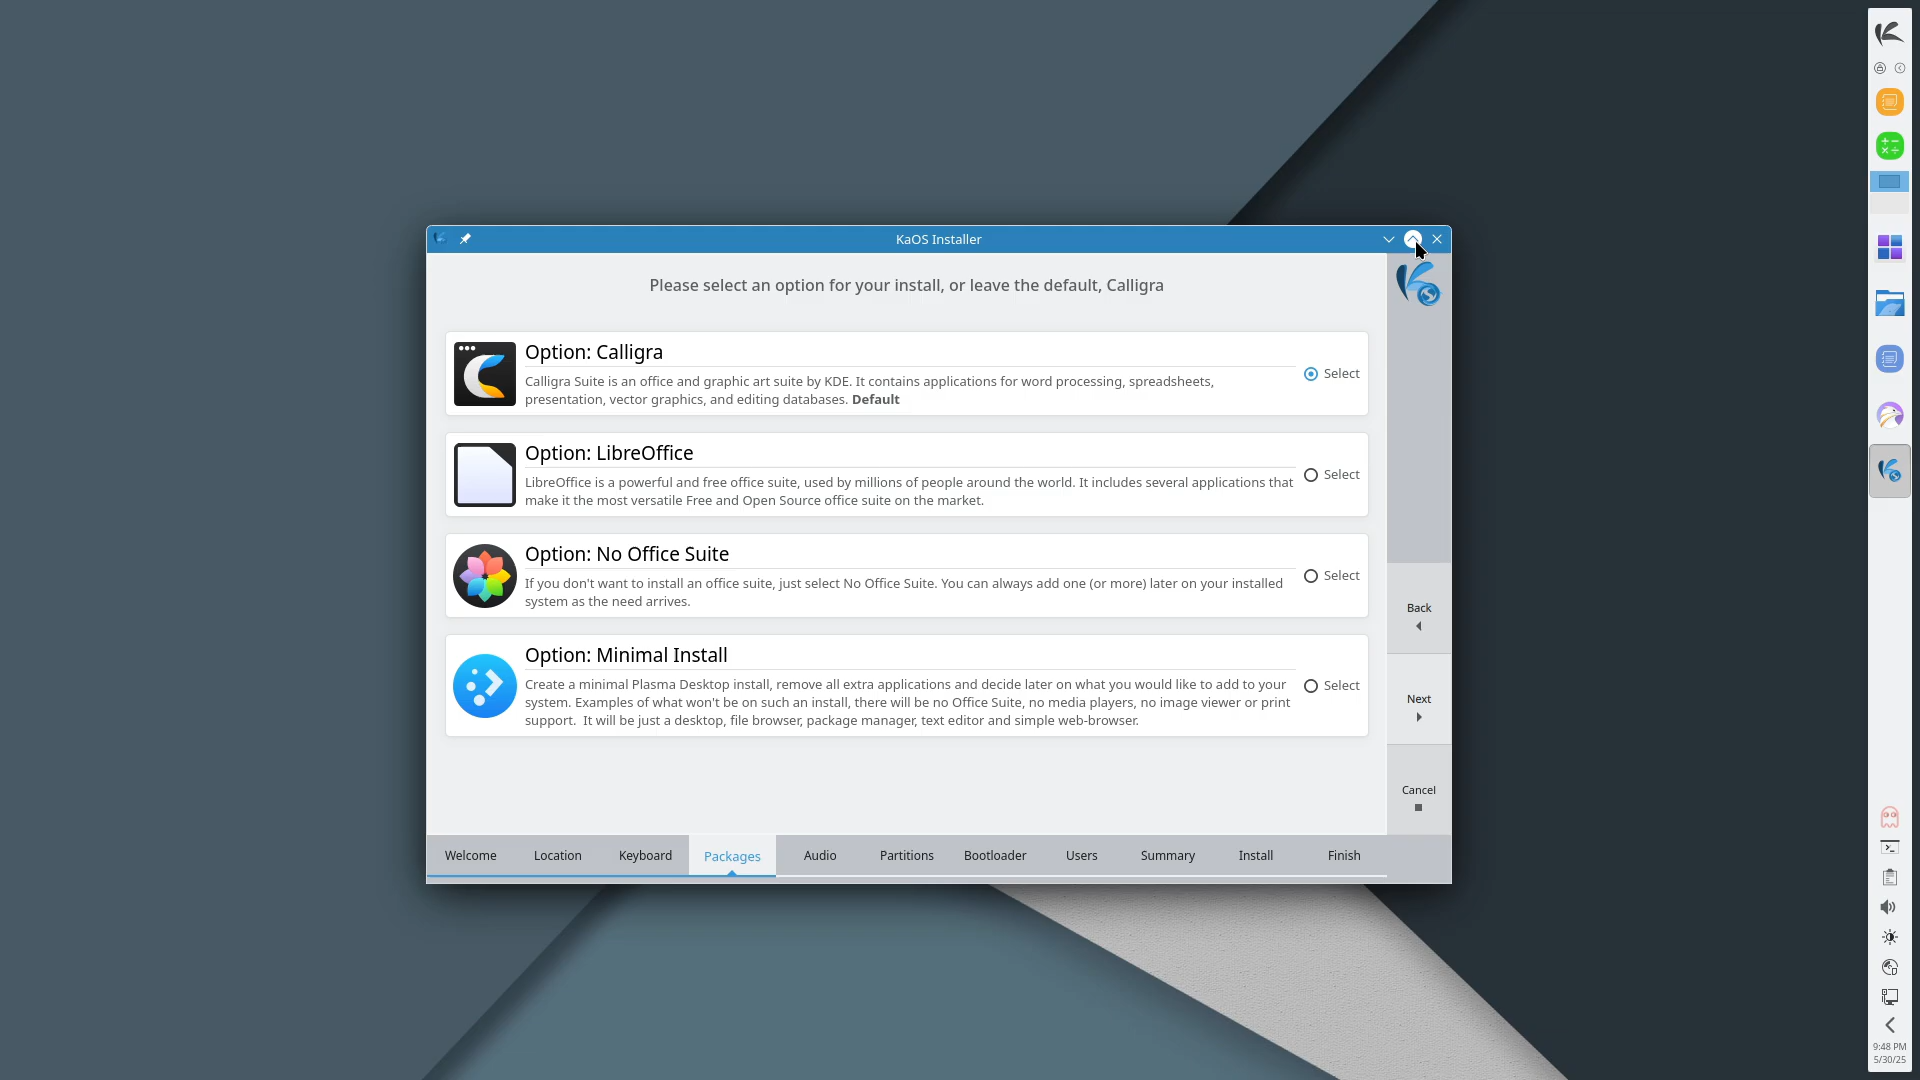 KaOS Installer
Please select an option for your install, or leave the default, Calligra
Option: Calligra
Calligra Suite is an office and graphic art suite by KDE. It contains applications for word processing, spreadsheets,
presentation, vector graphics, and editing databases. Default
Select
Option: LibreOffice
LibreOffice is a powerful and free office suite, used by millions of people around the world. It includes several applications that
make it the most versatile Free and Open Source office suite on the market.
Select
Option: No Office Suite
If you don't want to install an office suite, just select No Office Suite. You can always add one (or more) later on your installed
system as the need arrives.
Select
Option: Minimal Install
Create a minimal Plasma Desktop install, remove all extra applications and decide later on what you would like to add to your
system. Examples of what won't be on such an install, there will be no Office Suite, no media players, no image viewer or print
support.  It will be just a desktop, file browser, package manager, text editor and simple web-browser.
Select
Back
Next
Cancel
Welcome
Location
Keyboard
Packages
Audio
Partitions
Bootloader
Users
Summary
Install
Finish
9:48 PM
5/30/25